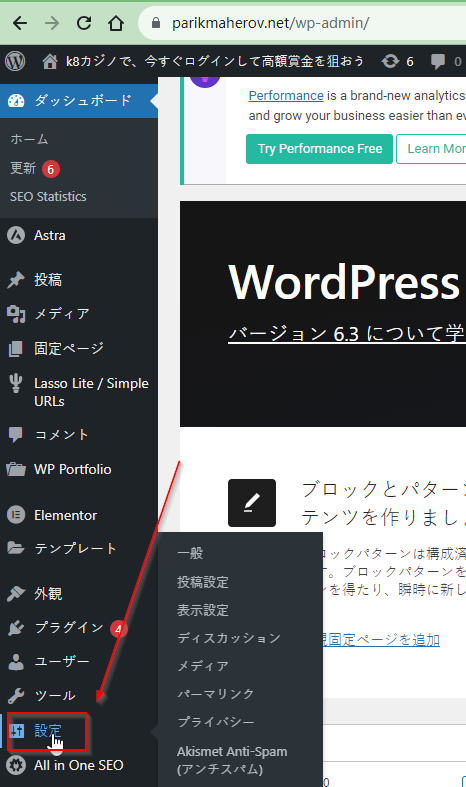 parikmaherov.net/wp-admin/
k8カジノで、今すぐログインして高額賞金を狙おう 6 0
ダッシュボード
ホーム
更新 6
SEO Statistics
Astra
投稿
メディア
固定ページ
Lasso Lite / Simple
URLs
コメント
WP Portfolio
Elementor
テンプレート
外観
プラグイン 4
ユーザー
ツール
設定
All in One SEO
一般
投稿設定
表示設定
ディスカッション
メディア
パーマリンク
プライバシー
Akismet Anti-Spam
(アンチスパム)
Performance is a brand-new analytics
and grow your business easier than
Try Performance Free
Learn
WordPress
バージョン 6.3 について学
ブロックとパターン
テンツを作りまし
ロックパターンは構成済
す。ブロックパターンを
ンを得たり、瞬時に新し
固定ページを追加
0